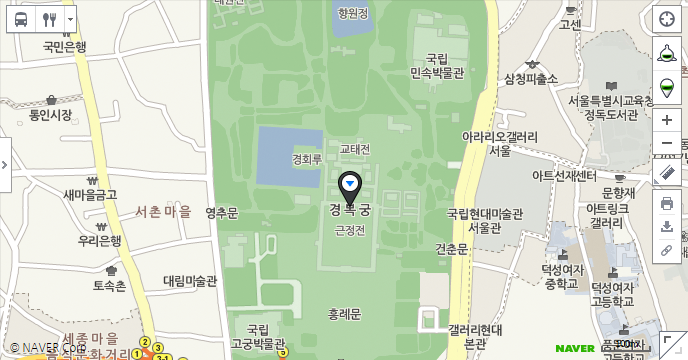 향원정
고센
국민은행
국립
민속박물관
삼청파출소
통인시장
서울특별시교육청
정독도서관
아라리오갤러리
서울
교태전
경회루
아트선재센터
새마을금고
문향재
아트링크
갤러리
서촌 마을
영추문
경복궁
국립현대미술관
서울관
우리은행
근정전
건춘문
토속촌
대림미술관
덕성여자
중학교
덕성여자
고등학교
홍례문
세종 마을
음식문화거리
국립
고궁박물관
갤러리현대
본관
2
3
3-1
1
5
© NAVER Corp.
NAVER
100m